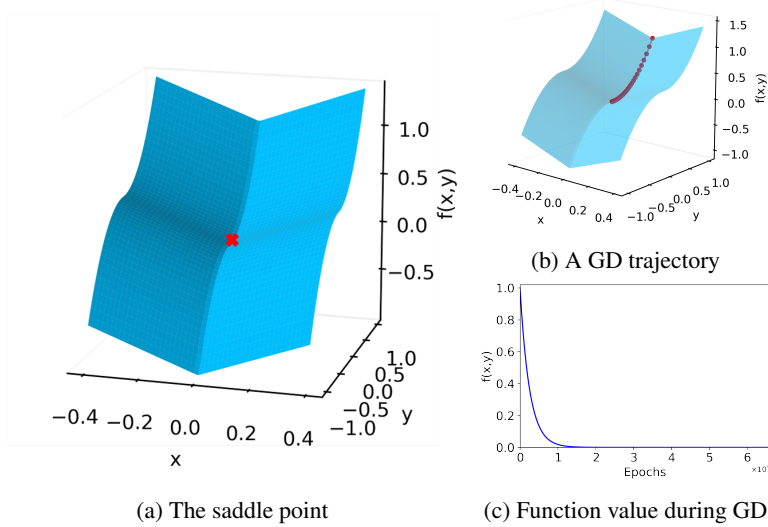 1.0
0.5
0.0
−0.5
f(x,y)
1.0
0.5
0.0
−0.5
−1.0
y
−0.4 −0.2 0.0 0.2 0.4
x
(a) The saddle point
1.5
1.0
0.5
0.0
−0.5
−1.0
f(x,y)
−0.4 −0.2 0.0 0.2 0.4
x
−1.0 −0.5 0.0 0.5 1.0
y
(b) A GD trajectory
1.0
0.8
0.6
0.4
0.2
0.0
f(x,y)
0 1 2 3 4 5 6
Epochs
(c) Function value during GD